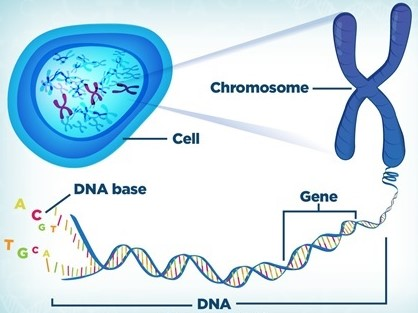 Chromosome
Cell
DNA base
Gene
A
C
G T
T G C A
DNA